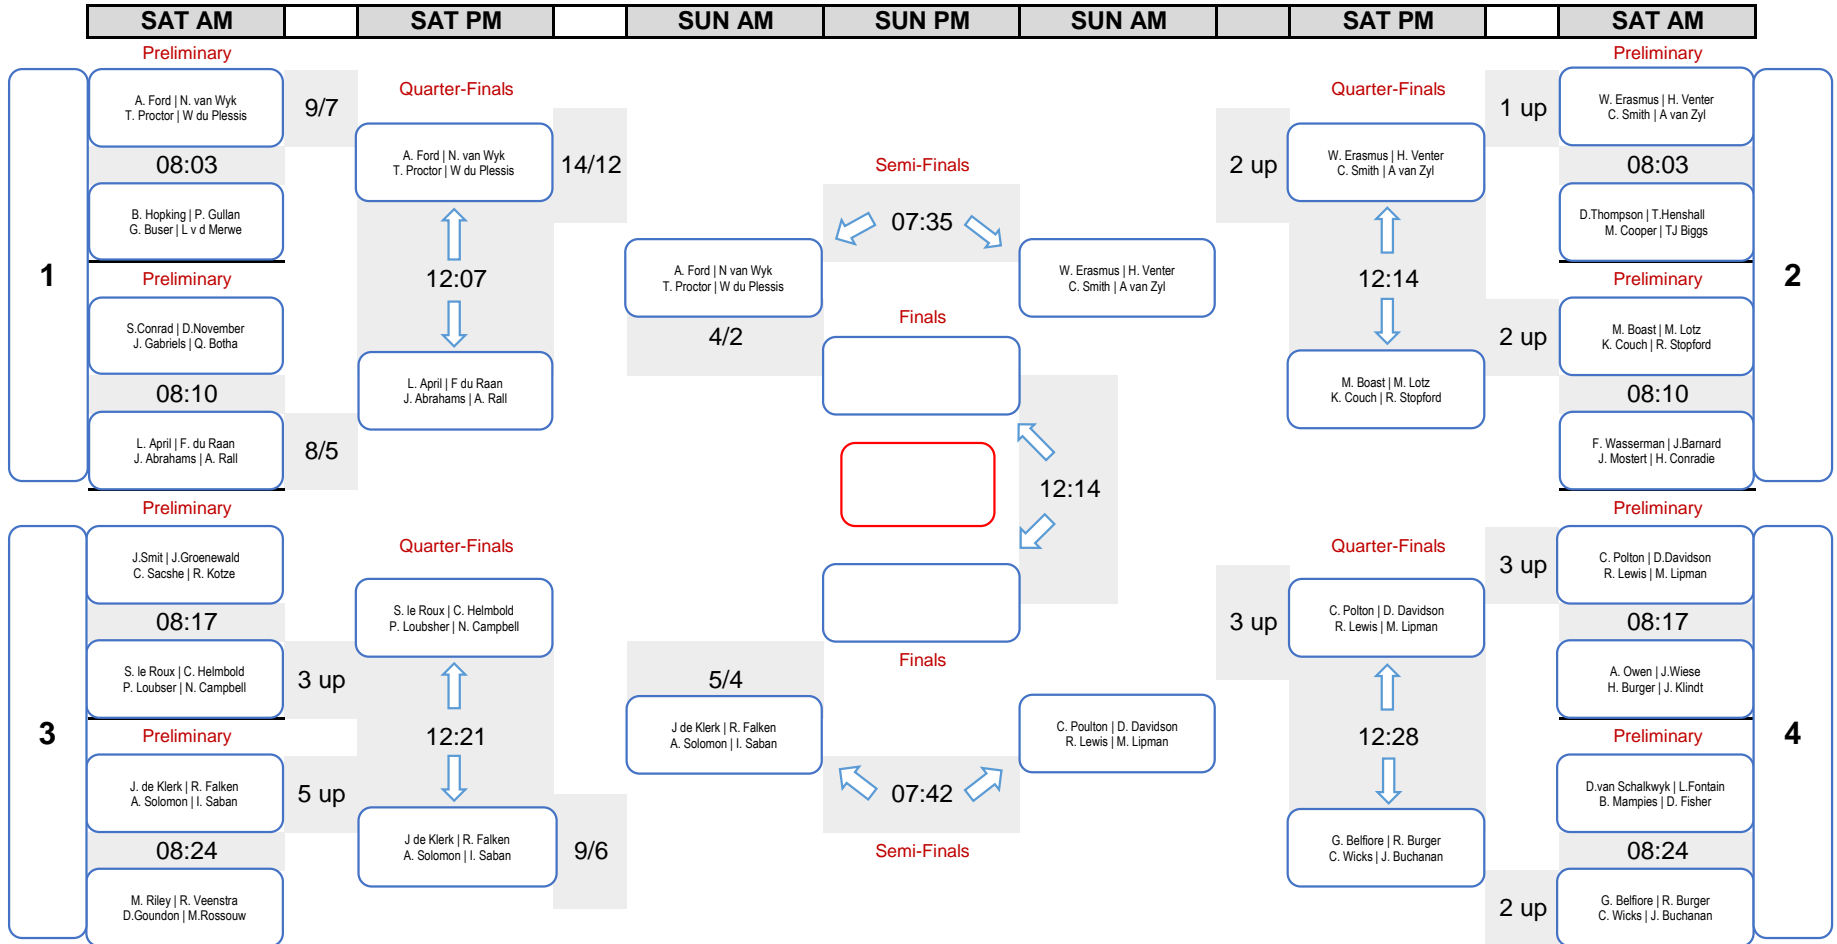 SAT AM SAT PM SUN AM SUN PM SUN AM SAT PM SAT AM
Preliminary
1
A. Ford | N. van Wyk
T. Proctor | W du Plessis
9/7
08:03
B. Hopking | P. Gullan
G. Buser | L v d Merwe
Preliminary
S.Conrad | D.November
J. Gabriels | Q. Botha
08:10
L. April | F. du Raan
J. Abrahams | A. Rall
8/5
Quarter-Finals
A. Ford | N. van Wyk
T. Proctor | W du Plessis
14/12
12:07
L. April | F du Raan
J. Abrahams | A. Rall
Preliminary
3
J.Smit | J.Groenewald
C. Sacshe | R. Kotze
08:17
S. le Roux | C. Helmbold
P. Loubser | N. Campbell
3 up
Preliminary
J. de Klerk | R. Falken
A. Solomon | I. Saban
5 up
08:24
M. Riley | R. Veenstra
D.Goundon | M.Rossouw
Quarter-Finals
S. le Roux | C. Helmbold
P. Loubsher | N. Campbell
12:21
J de Klerk | R. Falken
A. Solomon | I. Saban
9/6
Semi-Finals
07:35
A. Ford | N van Wyk
T. Proctor | W du Plessis
4/2
W. Erasmus | H. Venter
C. Smith | A van Zyl
Finals
12:14
Finals
5/4
J de Klerk | R. Falken
A. Solomon | I. Saban
C. Poulton | D. Davidson
R. Lewis | M. Lipman
07:42
Semi-Finals
Quarter-Finals
2 up
W. Erasmus | H. Venter
C. Smith | A van Zyl
12:14
M. Boast | M. Lotz
K. Couch | R. Stopford
Preliminary
1 up
W. Erasmus | H. Venter
C. Smith | A van Zyl
08:03
D.Thompson | T.Henshall
M. Cooper | TJ Biggs
2
Preliminary
2 up
M. Boast | M. Lotz
K. Couch | R. Stopford
08:10
F. Wasserman | J.Barnard
J. Mostert | H. Conradie
Quarter-Finals
3 up
C. Polton | D. Davidson
R. Lewis | M. Lipman
12:28
G. Belfiore | R. Burger
C. Wicks | J. Buchanan
Preliminary
3 up
C. Polton | D.Davidson
R. Lewis | M. Lipman
08:17
A. Owen | J.Wiese
H. Burger | J. Klindt
4
Preliminary
D.van Schalkwyk | L.Fontain
B. Mampies | D. Fisher
08:24
2 up
G. Belfiore | R. Burger
C. Wicks | J. Buchanan